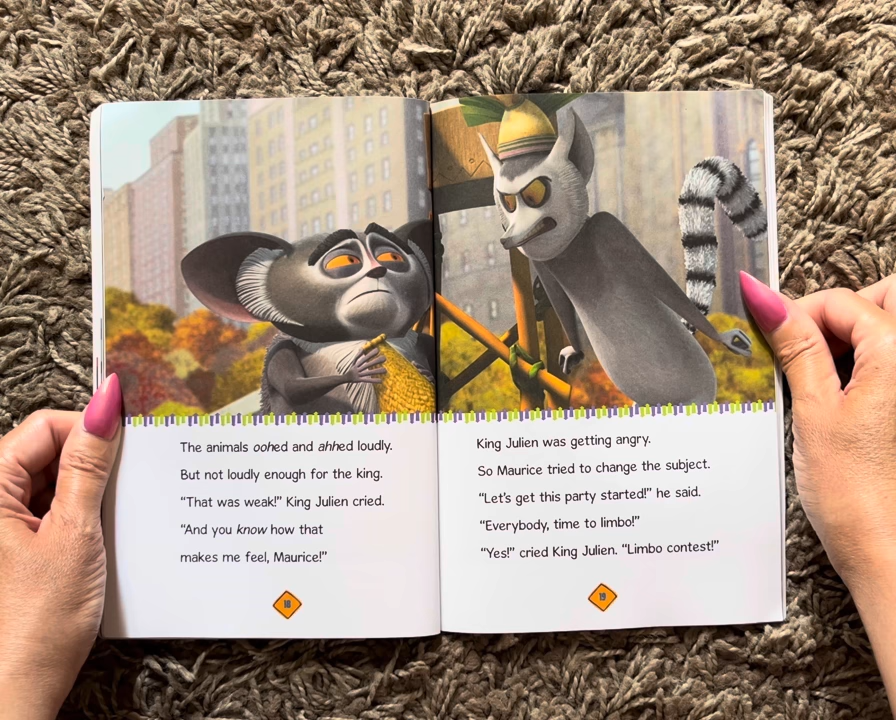 The animals oohed and ahhed loudly.
But not loudly enough for the king.
“That was weak!” King Julien cried.
“And you know how that
makes me feel, Maurice!”
18
King Julien was getting angry.
So Maurice tried to change the subject.
“Let’s get this party started!” he said.
“Everybody, time to limbo!”
“Yes!” cried King Julien. “Limbo contest!”
19